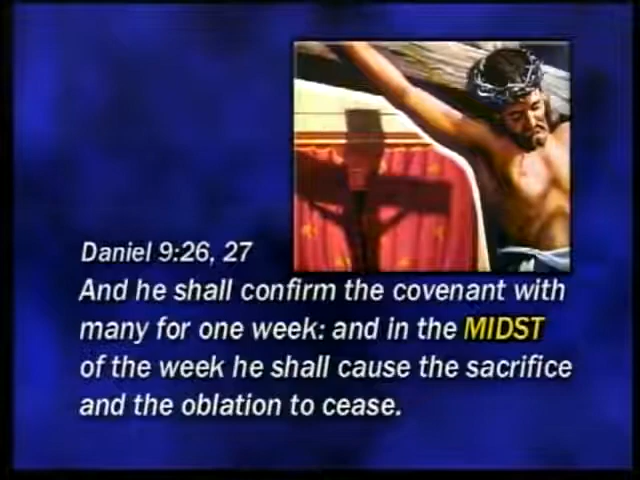 Daniel 9:26, 27
And he shall confirm the covenant with
many for one week: and in the MIDST
of the week he shall cause the sacrifice
and the oblation to cease.